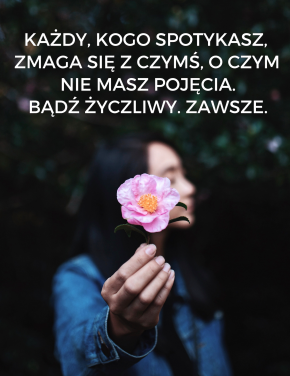 KAŻDY, KOGO SPOTYKASZ,
ZMAGA SIĘ Z CZYMŚ, O CZYM
NIE MASZ POJĘCIA.
BĄDŹ ŻYCZLIWY. ZAWSZE.